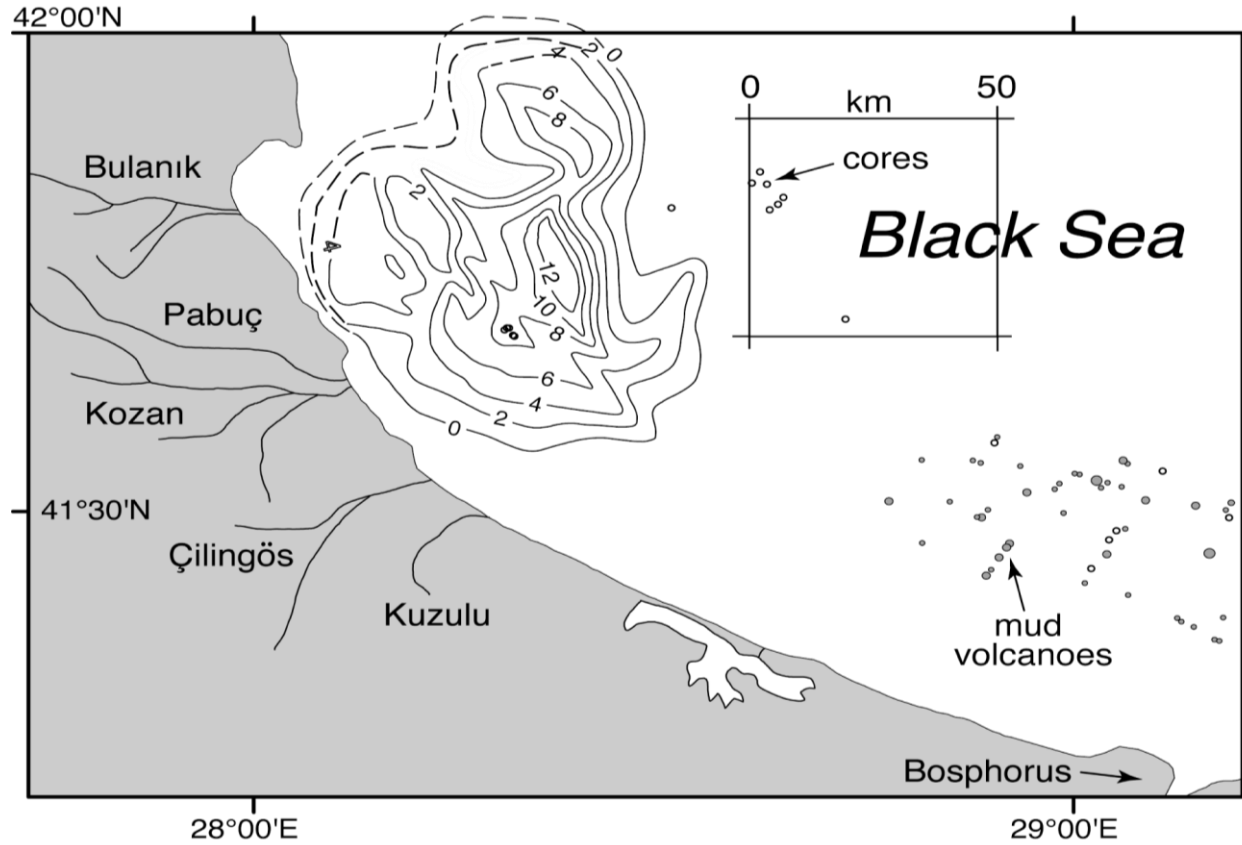 42°00'N
0
2
4
6
8
0
50
km
cores
Bulanık
2
4
Black Sea
12
10
8
Pabuç
6
4
2
0
Kozan
41°30'N
Çilingös
Kuzulu
mud
volcanoes
Bosphorus
28°00'E
29°00'E